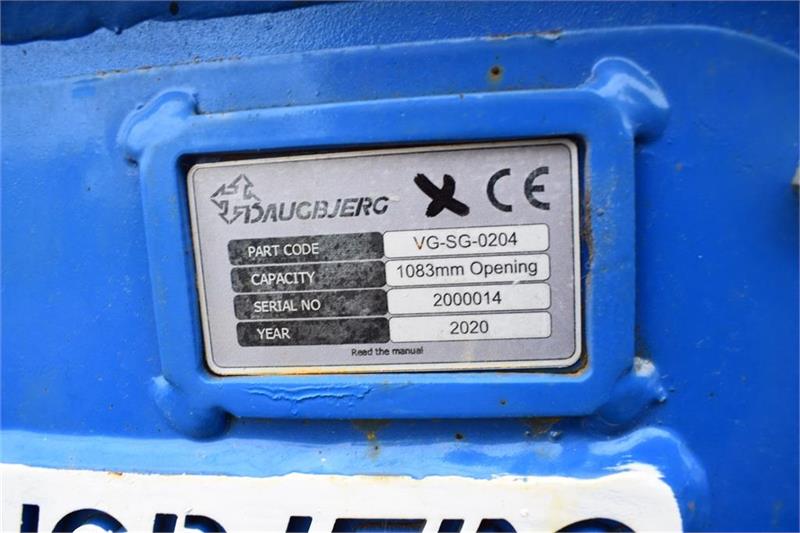 DAUGBJERG X CE
PART CODE VG-SG-0204
CAPACITY 1083mm Opening
SERIAL NO 2000014
YEAR 2020
Read the manual